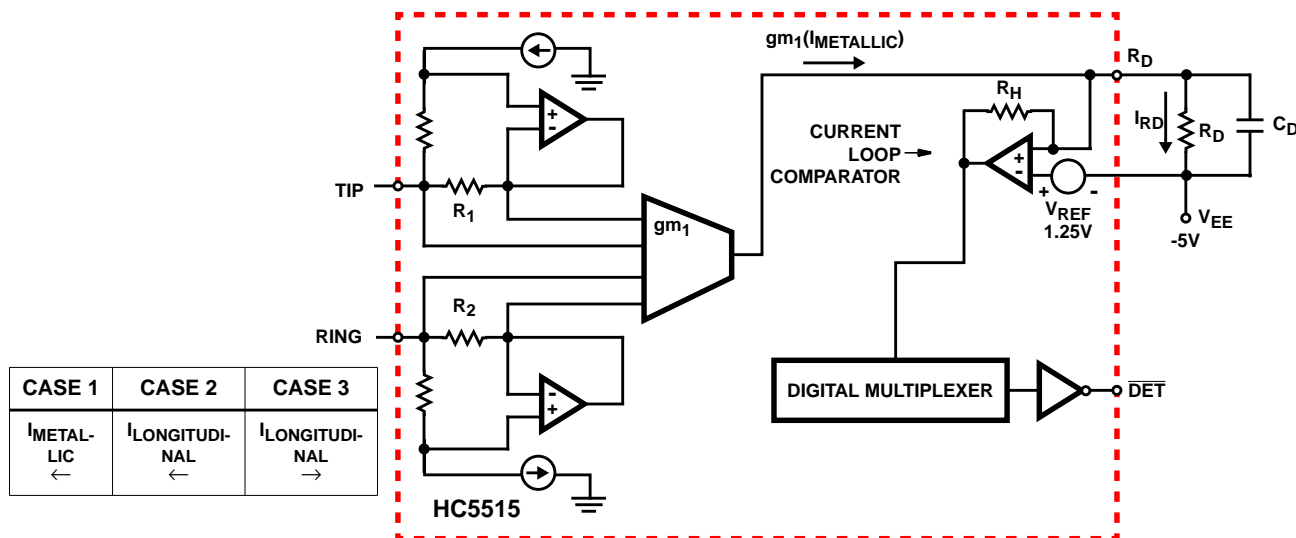 gm1(IMETALLIC)
RD
RH
IRD
RD
CD
CURRENT
LOOP
COMPARATOR
+
-
+
-
TIP
R1
+
-
VREF
1.25V
VEE
-5V
gm1
R2
RING
-
+
DIGITAL MULTIPLEXER
DET
HC5515
CASE 1 CASE 2 CASE 3
IMETAL- ILONGITUDI- ILONGITUDI-
LIC NAL NAL
← ← →